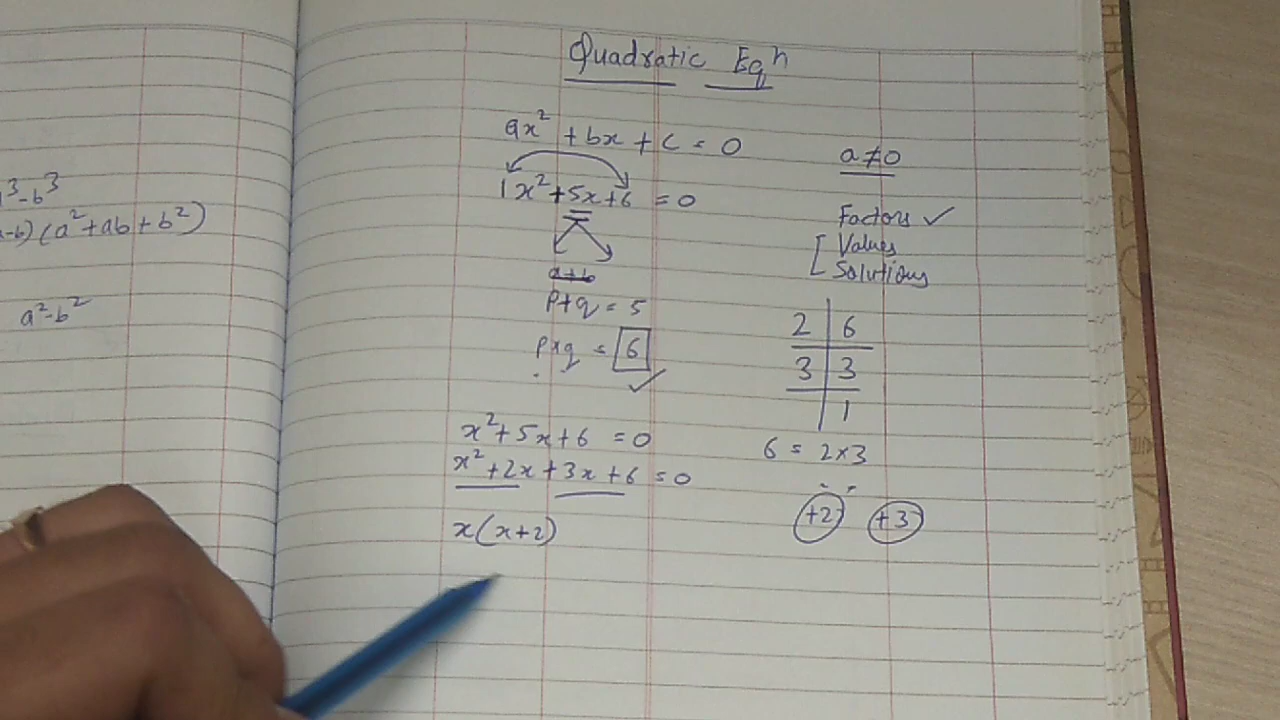 Quadratic Eqⁿ
ax² + bx + c = 0
a ≠ 0
1x² + 5x + 6 = 0
Factors ✓
[ Values
Solutions
a+b
p+q = 5
p×q = 6
✓
2 | 6
3 | 3
| 1
6 = 2×3
x² + 5x + 6 = 0
x² + 2x + 3x + 6 = 0
+2 +3
x(x+2)
³-b³
-b) (a² + ab + b²)
a²-b²